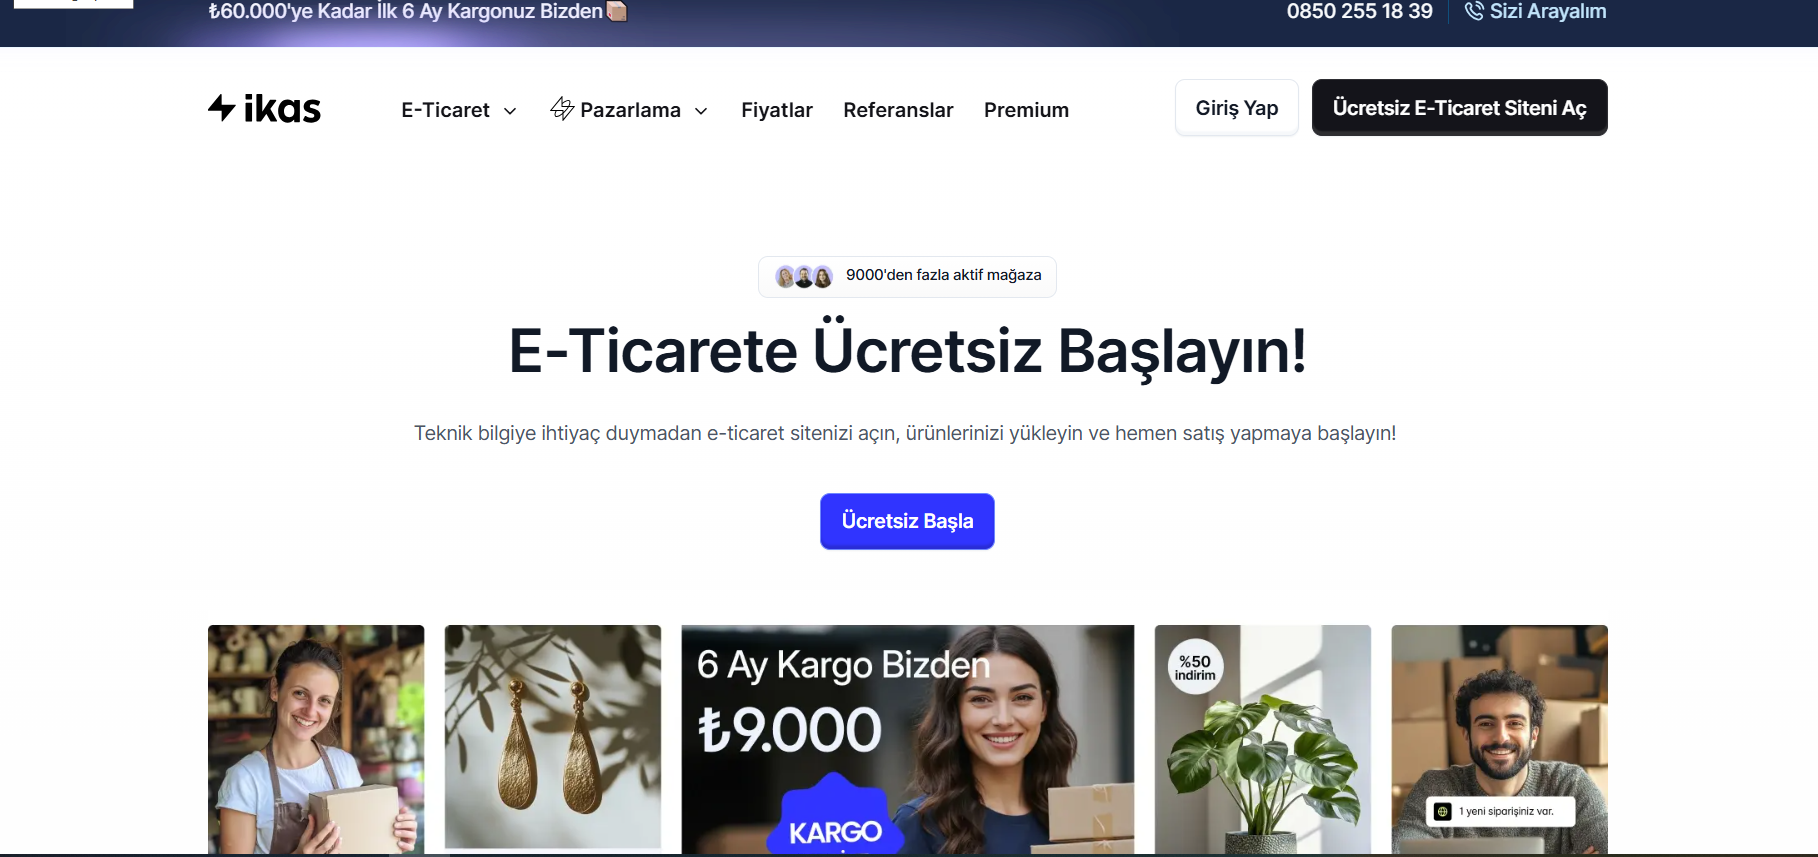 ₺60.000'ye Kadar İlk 6 Ay Kargonuz Bizden
0850 255 18 39
Sizi Arayalım
ikas
E-Ticaret
Pazarlama
Fiyatlar
Referanslar
Premium
Giriş Yap
Ücretsiz E-Ticaret Siteni Aç
9000'den fazla aktif mağaza
E-Ticarete Ücretsiz Başlayın!
Teknik bilgiye ihtiyaç duymadan e-ticaret sitenizi açın, ürünlerinizi yükleyin ve hemen satış yapmaya başlayın!
Ücretsiz Başla
6 Ay Kargo Bizden
₺9.000
KARGO
%50
indirim
1 yeni siparişiniz var.